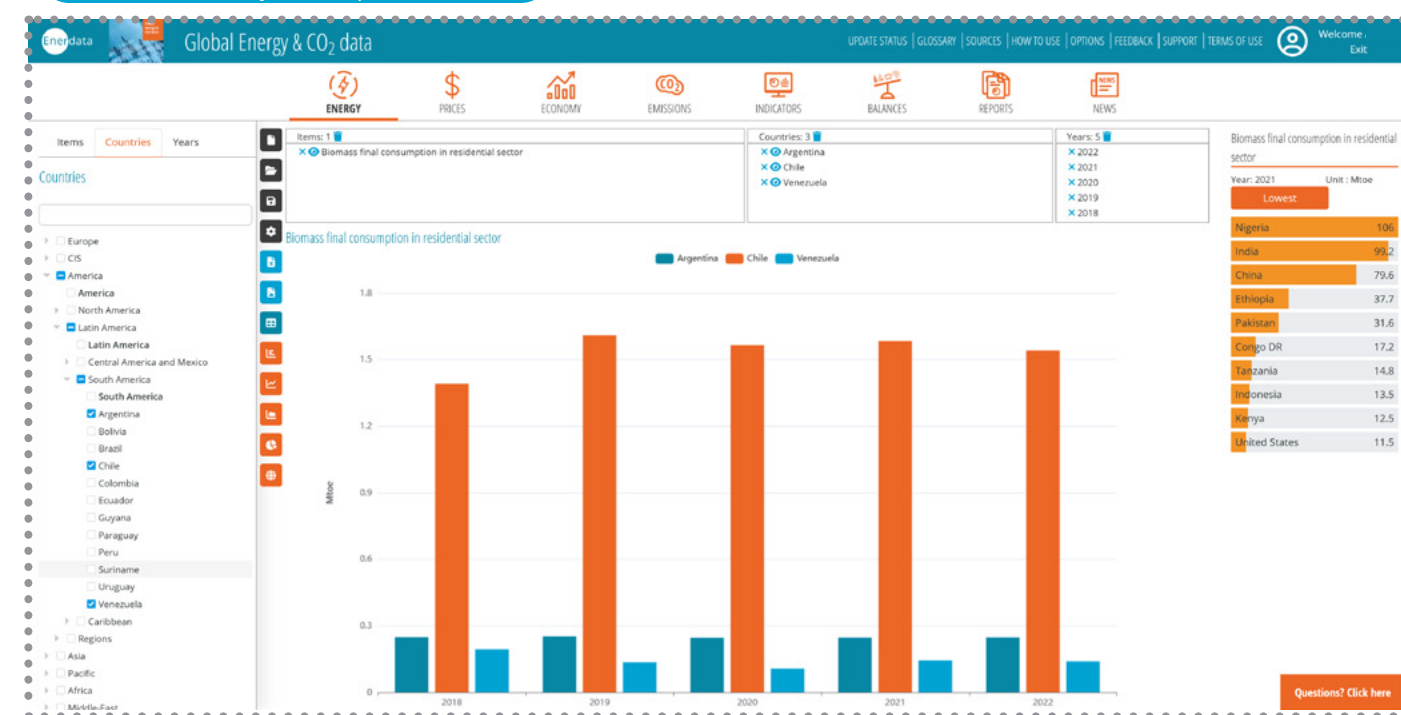 Enerdata
Global Energy & CO₂ data
UPDATE STATUS | GLOSSARY | SOURCES | HOW TO USE | OPTIONS | FEEDBACK | SUPPORT | TERMS OF USE
Welcome
Exit
ENERGY
PRICES
ECONOMY
EMISSIONS
INDICATORS
BALANCES
REPORTS
NEWS
Items
Countries
Years
Countries
Europe
CIS
America
America
North America
Latin America
Latin America
Central America and Mexico
South America
South America
Argentina
Bolivia
Brazil
Chile
Colombia
Ecuador
Guyana
Paraguay
Peru
Suriname
Uruguay
Venezuela
Caribbean
Regions
Asia
Pacific
Africa
Middle-East
Items: 1
Biomass final consumption in residential sector
Countries: 3
Argentina
Chile
Venezuela
Years: 5
2022
2021
2020
2019
2018
Biomass final consumption in residential sector
Argentina Chile Venezuela
1.8
1.5
1.2
0.9
0.6
0.3
0
Mtoe
2018 2019 2020 2021 2022
Biomass final consumption in residential
sector
Year: 2021 Unit : Mtoe
Lowest
Nigeria 106
India 99.2
China 79.6
Ethiopia 37.7
Pakistan 31.6
Congo DR 17.2
Tanzania 14.8
Indonesia 13.5
Kenya 12.5
United States 11.5
Questions? Click here